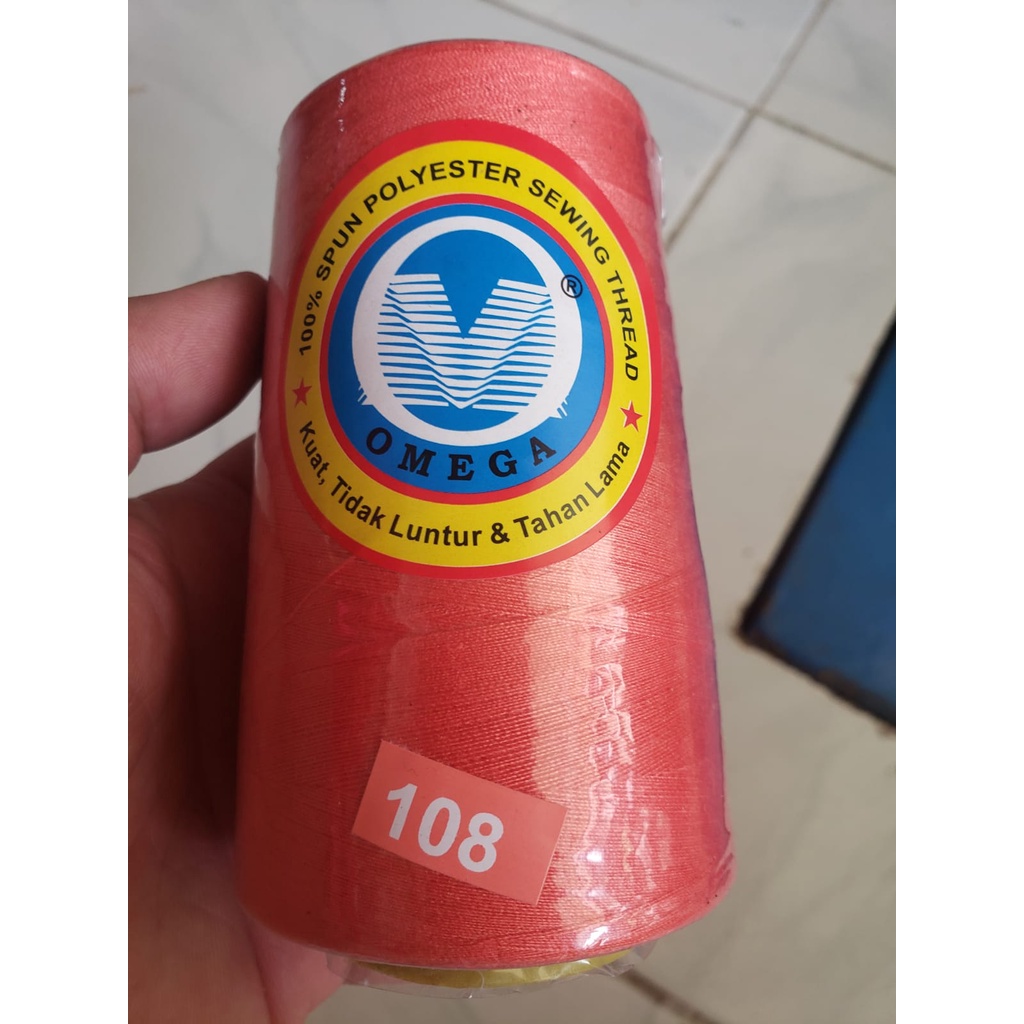 100% SPUN POLYESTER SEWING THREAD
®
OMEGA
Kuat, Tidak Luntur & Tahan Lama
108